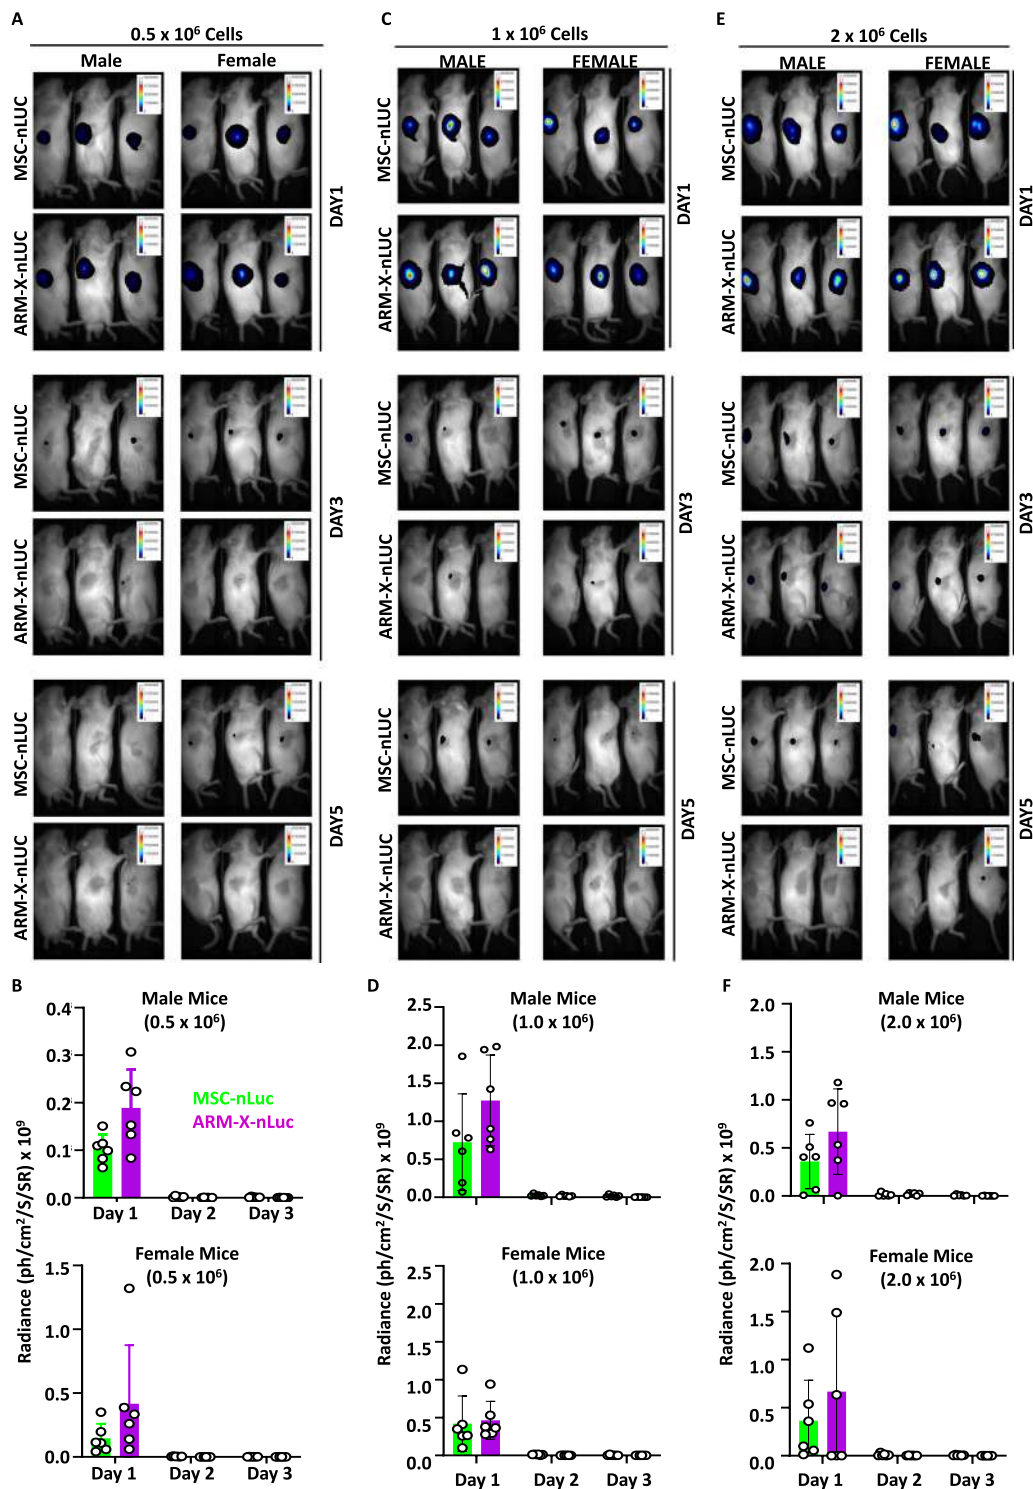 A
0.5 x 10⁶ Cells
Male
Female
MSC-nLUC
ARM-X-nLUC
DAY1
MSC-nLUC
ARM-X-nLUC
DAY3
MSC-nLUC
ARM-X-nLUC
DAY5
C
1 x 10⁶ Cells
MALE
FEMALE
MSC-nLUC
ARM-X-nLUC
DAY1
MSC-nLUC
ARM-X-nLUC
DAY3
MSC-nLUC
ARM-X-nLUC
DAY5
E
2 x 10⁶ Cells
MALE
FEMALE
MSC-nLUC
ARM-X-nLUC
DAY1
MSC-nLUC
ARM-X-nLUC
DAY3
MSC-nLUC
ARM-X-nLUC
DAY5
B
Radiance (ph/cm²/S/SR) x 10⁹
Male Mice
(0.5 x 10⁶)
0.4
0.3
0.2
0.1
0.0
MSC-nLuc
ARM-X-nLuc
Day 1 Day 2 Day 3
Female Mice
(0.5 x 10⁶)
1.5
1.0
0.5
0.0
Day 1 Day 2 Day 3
D
Radiance (ph/cm²/S/SR) x 10⁹
Male Mice
(1.0 x 10⁶)
2.5
2.0
1.5
1.0
0.5
0.0
Female Mice
(1.0 x 10⁶)
2.5
2.0
1.5
1.0
0.5
0.0
Day 1 Day 2 Day 3
F
Radiance (ph/cm²/S/SR) x 10⁹
Male Mice
(2.0 x 10⁶)
2.0
1.5
1.0
0.5
0.0
Female Mice
(2.0 x 10⁶)
2.0
1.5
1.0
0.5
0.0
Day 1 Day 2 Day 3